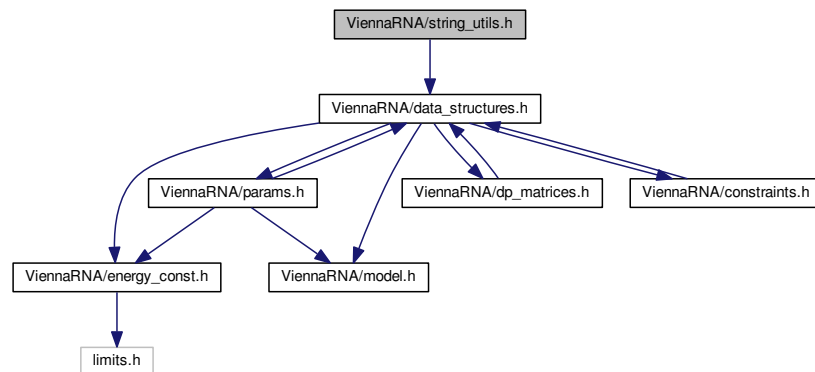 ViennaRNA/string_utils.h
ViennaRNA/data_structures.h
ViennaRNA/params.h
ViennaRNA/dp_matrices.h
ViennaRNA/constraints.h
ViennaRNA/energy_const.h
ViennaRNA/model.h
limits.h